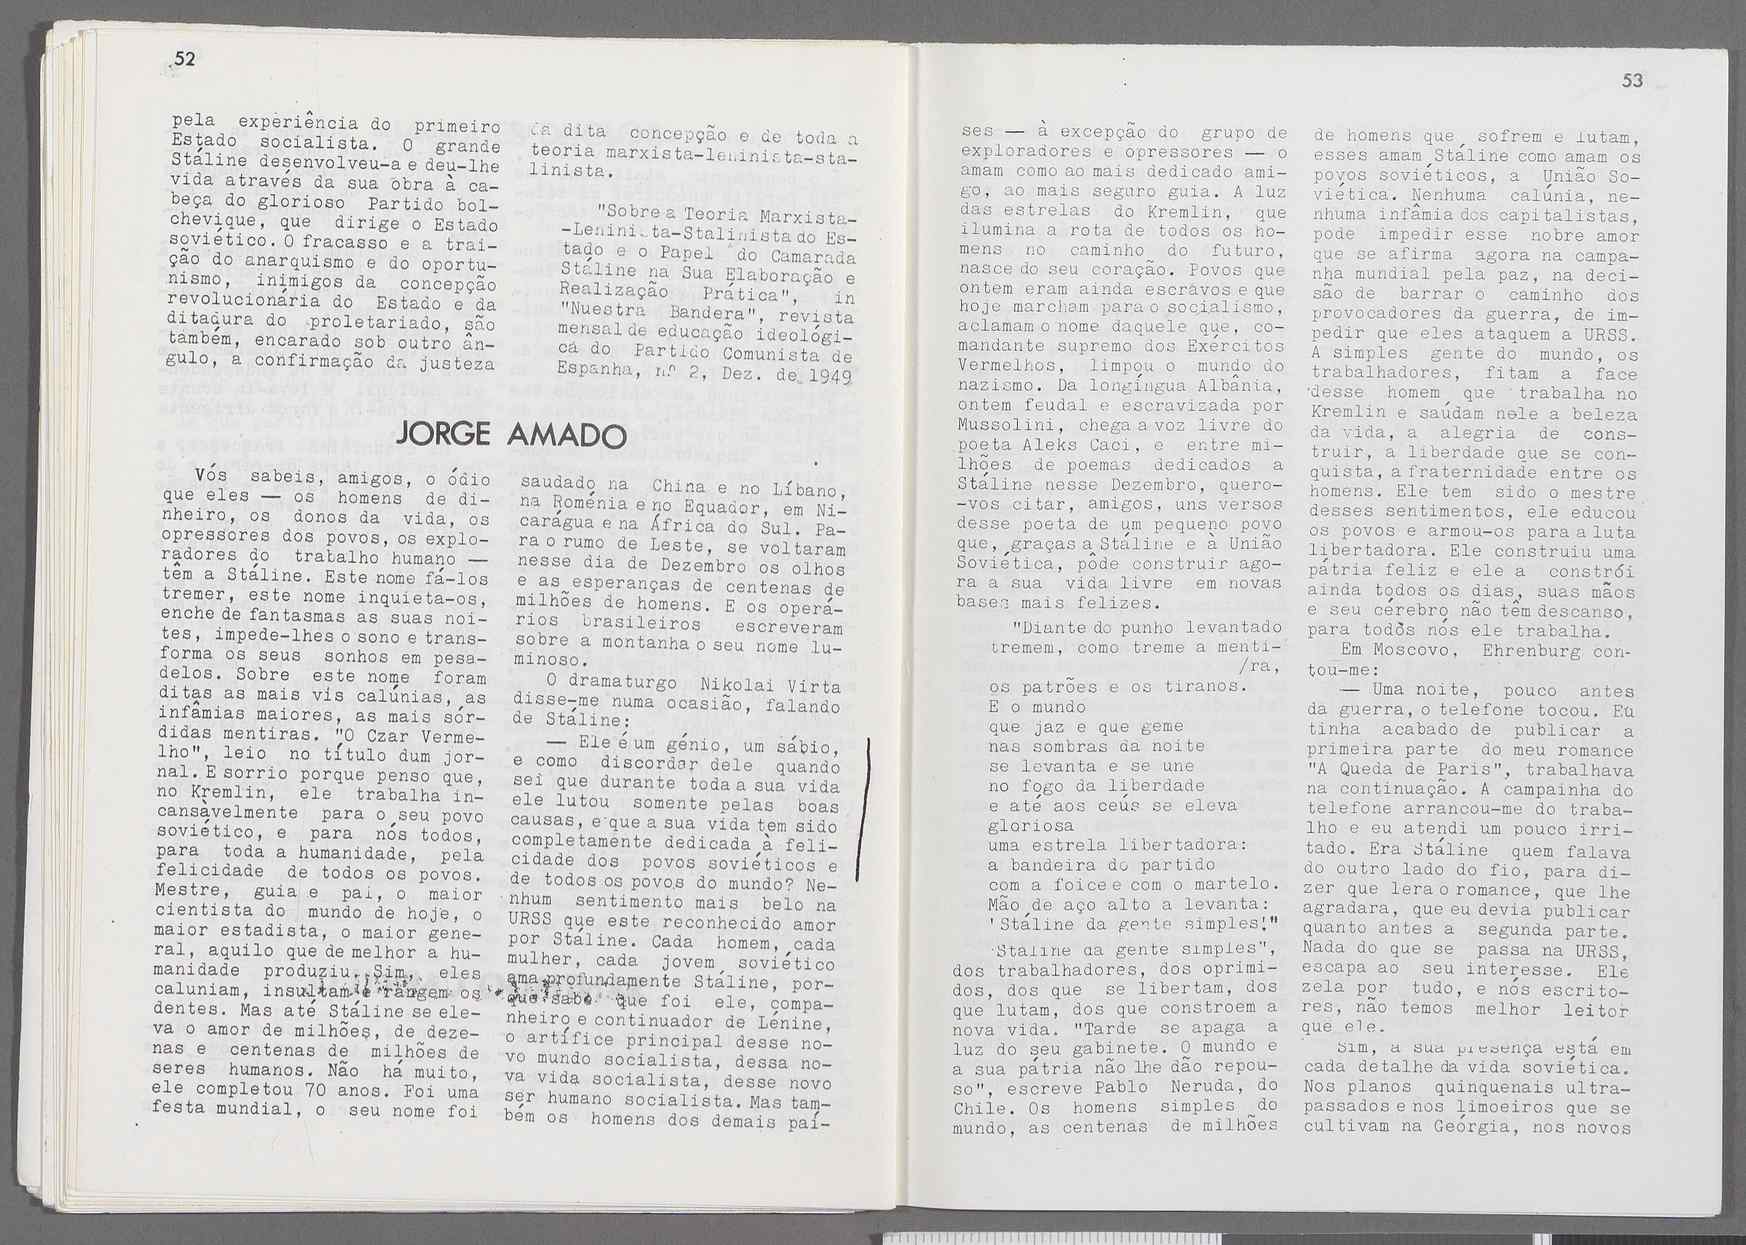 52
pela experiência do primeiro
Estado socialista. O grande
Stáline desenvolveu-a e deu-lhe
vida através da sua obra à ca-
beça do glorioso Partido bol-
chevique, que dirige o Estado
soviético. O fracasso e a trai-
ção do anarquismo e do oportu-
nismo, inimigos da concepção
revolucionária do Estado e da
ditadura do proletariado, são
também, encarado sob outro ân-
gulo, a confirmação da justeza
da dita concepção e de toda a
teoria marxista-leninista-sta-
linista.
"Sobre a Teoria Marxista-
-Leninista-Stalinista do Es-
tado e o Papel do Camarada
Stáline na Sua Elaboração e
Realização Prática", in
"Nuestra Bandera", revista
mensal de educação ideológi-
ca do Partido Comunista de
Espanha, nº 2, Dez. de 1949
JORGE AMADO
Vós sabeis, amigos, o ódio
que eles — os homens de di-
nheiro, os donos da vida, os
opressores dos povos, os explo-
radores do trabalho humano —
têm a Stáline. Este nome fá-los
tremer, este nome inquieta-os,
enche de fantasmas as suas noi-
tes, impede-lhes o sono e trans-
forma os seus sonhos em pesa-
delos. Sobre este nome foram
ditas as mais vis calúnias, as
infâmias maiores, as mais sór-
didas mentiras. "O Czar Verme-
lho", leio no título dum jor-
nal. E sorrio porque penso que,
no Kremlin, ele trabalha in-
cansàvelmente para o seu povo
soviético, e para nós todos,
para toda a humanidade, pela
felicidade de todos os povos.
Mestre, guia e pai, o maior
cientista do mundo de hoje, o
maior estadista, o maior gene-
ral, aquilo que de melhor a hu-
manidade produziu. Sim, eles
caluniam, insultam e rangem os
dentes. Mas até Stáline se ele-
va o amor de milhões, de deze-
nas e centenas de milhões de
seres humanos. Não há muito,
ele completou 70 anos. Foi uma
festa mundial, o seu nome foi
saudado na China e no Líbano,
na Roménia e no Equador, em Ni-
carágua e na África do Sul. Pa-
ra o rumo de Leste, se voltaram
nesse dia de Dezembro os olhos
e as esperanças de centenas de
milhões de homens. E os operá-
rios brasileiros escreveram
sobre a montanha o seu nome lu-
minoso.
O dramaturgo Nikolai Virta
disse-me numa ocasião, falando
de Stáline:
— Ele é um génio, um sábio,
e como discordar dele quando
sei que durante toda a sua vida
ele lutou somente pelas boas
causas, e que a sua vida tem sido
completamente dedicada à feli-
cidade dos povos soviéticos e
de todos os povos do mundo? Ne-
nhum sentimento mais belo na
URSS que este reconhecido amor
por Stáline. Cada homem, cada
mulher, cada jovem soviético
ama profundamente Stáline, por-
que sabe que foi ele, compa-
nheiro e continuador de Lénine,
o artífice principal desse no-
vo mundo socialista, dessa no-
va vida socialista, desse novo
ser humano socialista. Mas tam-
bém os homens dos demais paí-
53
ses — à excepção do grupo de
exploradores e opressores — o
amam como ao mais dedicado ami-
go, ao mais seguro guia. A luz
das estrelas do Kremlin, que
ilumina a rota de todos os ho-
mens no caminho do futuro,
nasce do seu coração. Povos que
ontem eram ainda escravos e que
hoje marcham para o socialismo,
aclamam o nome daquele que, co-
mandante supremo dos Exércitos
Vermelhos, limpou o mundo do
nazismo. Da longíngua Albânia,
ontem feudal e escravizada por
Mussolini, chega a voz livre do
poeta Aleks Caci, e entre mi-
lhões de poemas dedicados a
Stáline nesse Dezembro, quero-
-vos citar, amigos, uns versos
desse poeta de um pequeno povo
que, graças a Stáline e à União
Soviética, pôde construir ago-
ra a sua vida livre em novas
bases mais felizes.
"Diante do punho levantado
tremem, como treme a menti-
/ra,
os patrões e os tiranos.
E o mundo
que jaz e que geme
nas sombras da noite
se levanta e se une
no fogo da liberdade
e até aos céus se eleva
gloriosa
uma estrela libertadora:
a bandeira do partido
com a foice e com o martelo.
Mão de aço alto a levanta:
'Stáline da gente simples!"
"Stáline da gente simples",
dos trabalhadores, dos oprimi-
dos, dos que se libertam, dos
que lutam, dos que constroem a
nova vida. "Tarde se apaga a
luz do seu gabinete. O mundo e
a sua pátria não lhe dão repou-
so", escreve Pablo Neruda, do
Chile. Os homens simples do
mundo, as centenas de milhões
de homens que sofrem e lutam,
esses amam Stáline como amam os
povos soviéticos, a União So-
viética. Nenhuma calúnia, ne-
nhuma infâmia dos capitalistas,
pode impedir esse nobre amor
que se afirma agora na campa-
nha mundial pela paz, na deci-
são de barrar o caminho dos
provocadores da guerra, de im-
pedir que eles ataquem a URSS.
A simples gente do mundo, os
trabalhadores, fitam a face
desse homem que trabalha no
Kremlin e saúdam nele a beleza
da vida, a alegria de cons-
truir, a liberdade que se con-
quista, a fraternidade entre os
homens. Ele tem sido o mestre
desses sentimentos, ele educou
os povos e armou-os para a luta
libertadora. Ele construiu uma
pátria feliz e ele a constrói
ainda todos os dias, suas mãos
e seu cérebro não têm descanso,
para todos nós ele trabalha.
Em Moscovo, Ehrenburg con-
tou-me:
— Uma noite, pouco antes
da guerra, o telefone tocou. Eu
tinha acabado de publicar a
primeira parte do meu romance
"A Queda de Paris", trabalhava
na continuação. A campainha do
telefone arrancou-me do traba-
lho e eu atendi um pouco irri-
tado. Era Stáline quem falava
do outro lado do fio, para di-
zer que lera o romance, que lhe
agradara, que eu devia publicar
quanto antes a segunda parte.
Nada do que se passa na URSS,
escapa ao seu interesse. Ele
zela por tudo, e nós escrito-
res, não temos melhor leitor
que ele.
Sim, a sua presença está em
cada detalhe da vida soviética.
Nos planos quinquenais ultra-
passados e nos limoeiros que se
cultivam na Geórgia, nos novos